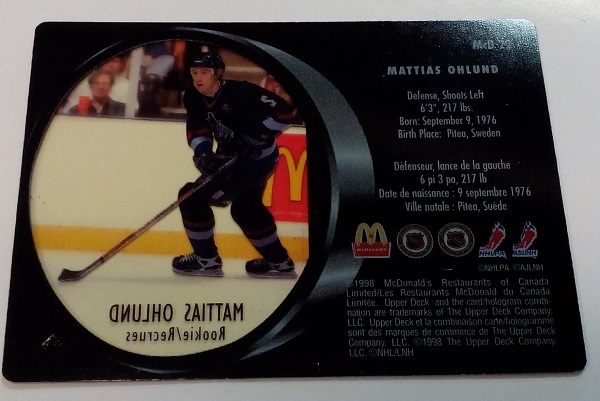 McD-25
MATTIAS OHLUND
Defense, Shoots Left
6'3", 217 lbs.
Born: September 9, 1976
Birth Place: Pitea, Sweden
Défenseur, lance de la gauche
6 pi 3 po, 217 lb
Date de naissance : 9 septembre 1976
Ville natale : Pitea, Suède
McDONALD'S
NHLPA AJLNH
©NHLPA ©AJLNH
©1998 McDonald's Restaurants of Canada
Limited/Les Restaurants McDonald du Canada
Limitée. Upper Deck and the card/hologram combi-
nation are trademarks of The Upper Deck Company,
LLC. Upper Deck et la combinaison carte/hologramme
sont des marques de commerce de The Upper Deck
Company, LLC. ©1998 The Upper Deck Company,
LLC. ©NHL/LNH
MATTIAS OHLUND
Rookie/Recrues